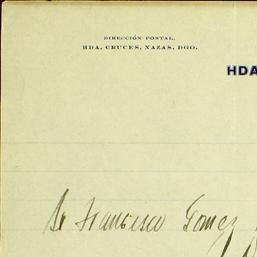 DIRECCIÓN POSTAL.
HDA. CRUCES, NAZAS, DGO.
HDA
Sr Francisco Gomez